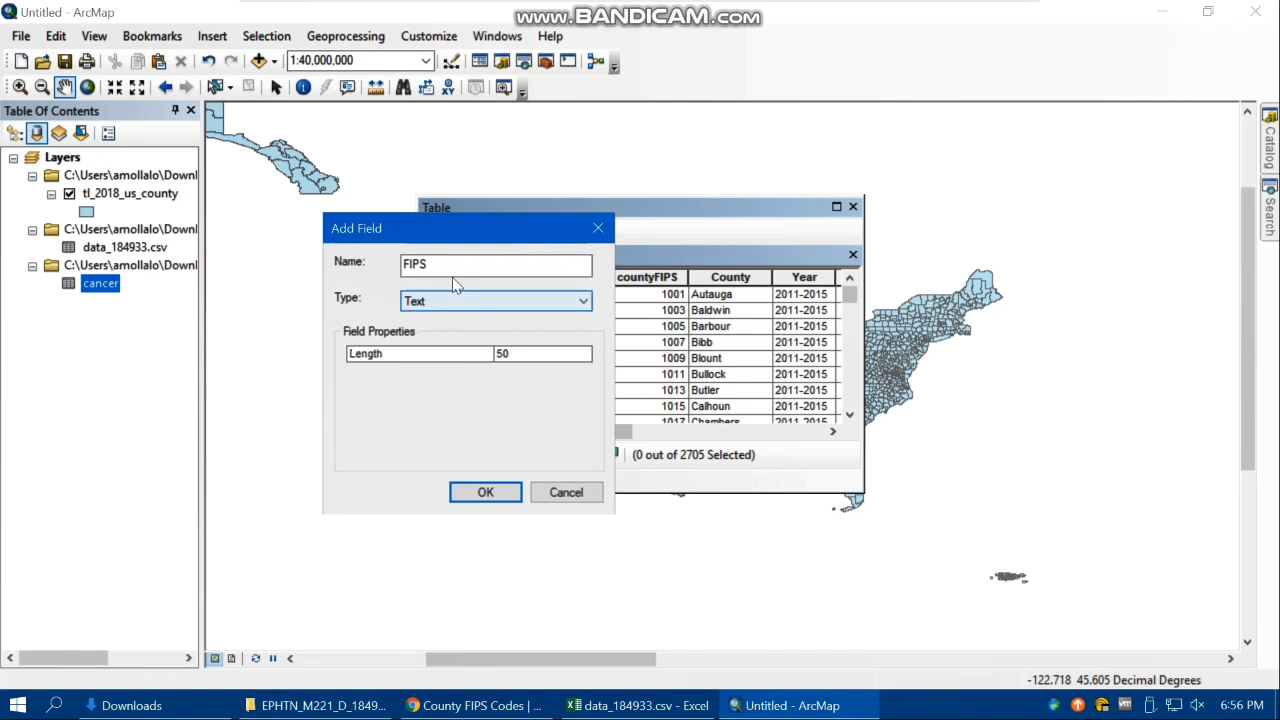 Untitled - ArcMap
www.BANDICAM.com
File Edit View Bookmarks Insert Selection Geoprocessing Customize Windows Help
1:40,000,000
Table Of Contents
Layers
C:\Users\amollalo\Downl
tl_2018_us_county
C:\Users\amollalo\Downl
data_184933.csv
C:\Users\amollalo\Downl
cancer
Table
Add Field
Name: FIPS
Type: Text
Field Properties
Length 50
OK Cancel
countyFIPS County Year
1001 Autauga 2011-2015
1003 Baldwin 2011-2015
1005 Barbour 2011-2015
1007 Bibb 2011-2015
1009 Blount 2011-2015
1011 Bullock 2011-2015
1013 Butler 2011-2015
1015 Calhoun 2011-2015
1017 Chambers 2011-2015
(0 out of 2705 Selected)
Catalog
Search
-122.718 45.605 Decimal Degrees
Downloads
EPHTN_M221_D_1849...
County FIPS Codes | ...
data_184933.csv - Excel
Untitled - ArcMap
6:56 PM